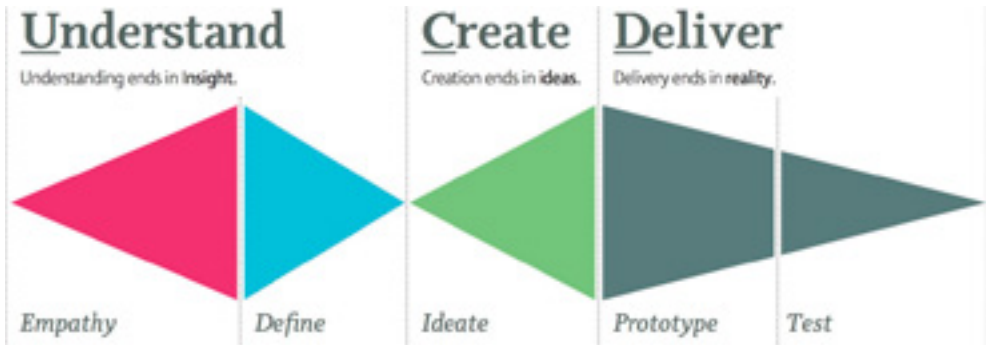 Understand
Understanding ends in Insight.
Create
Creation ends in ideas.
Deliver
Delivery ends in reality.
Empathy
Define
Ideate
Prototype
Test